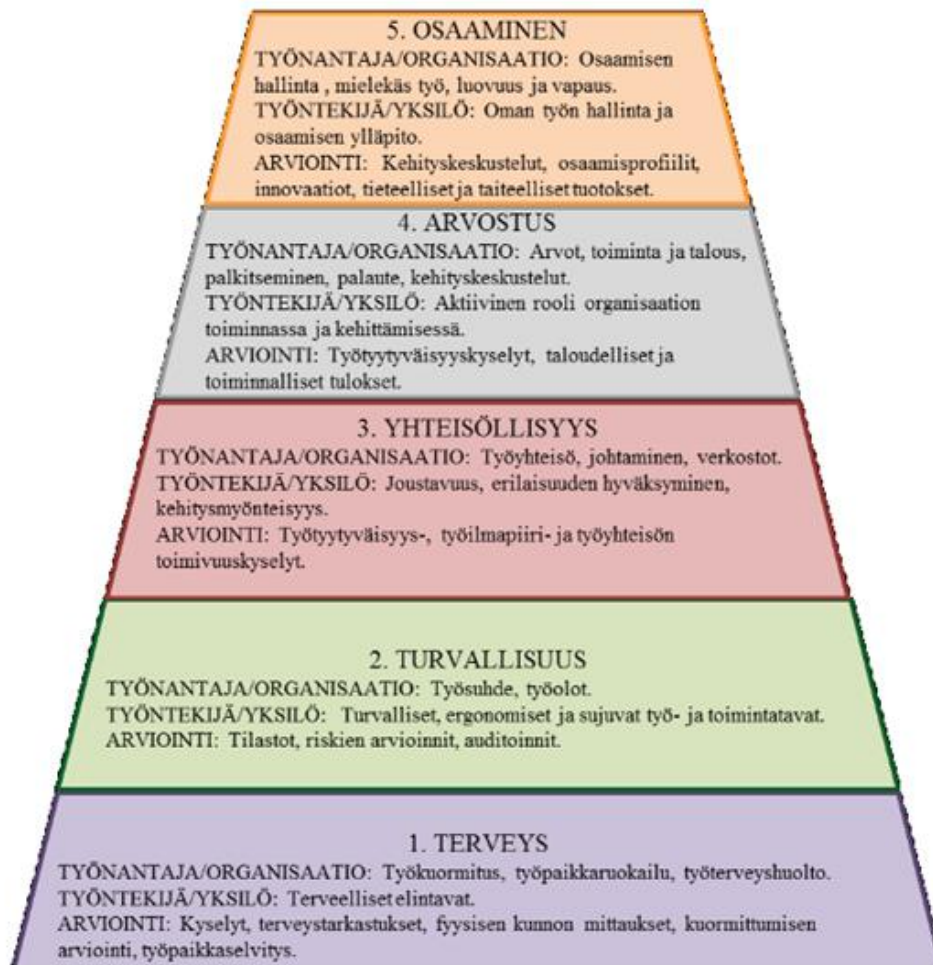 5. OSAAMINEN
TYÖNANTAJA/ORGANISAATIO: Osaamisen
hallinta , mielekäs työ, luovuus ja vapaus.
TYÖNTEKIJÄ/YKSILÖ: Oman työn hallinta ja
osaamisen ylläpito.
ARVIOINTI: Kehityskeskustelut, osaamisprofiilit,
innovaatiot, tieteelliset ja taiteelliset tuotokset.
4. ARVOSTUS
TYÖNANTAJA/ORGANISAATIO: Arvot, toiminta ja talous,
palkitseminen, palaute, kehityskeskustelut.
TYÖNTEKIJÄ/YKSILÖ: Aktiivinen rooli organisaation
toiminnassa ja kehittämisessä.
ARVIOINTI: Työtyytyväisyyskyselyt, taloudelliset ja
toiminnalliset tulokset.
3. YHTEISÖLLISYYS
TYÖNANTAJA/ORGANISAATIO: Työyhteisö, johtaminen, verkostot.
TYÖNTEKIJÄ/YKSILÖ: Joustavuus, erilaisuuden hyväksyminen,
kehitysmyönteisyys.
ARVIOINTI: Työtyytyväisyys-, työilmapiiri- ja työyhteisön
toimivuuskyselyt.
2. TURVALLISUUS
TYÖNANTAJA/ORGANISAATIO: Työsuhde, työolot.
TYÖNTEKIJÄ/YKSILÖ: Turvalliset, ergonomiset ja sujuvat työ- ja toimintatavat.
ARVIOINTI: Tilastot, riskien arvioinnit, auditoinnit.
1. TERVEYS
TYÖNANTAJA/ORGANISAATIO: Työkuormitus, työpaikkaruokailu, työterveyshuolto.
TYÖNTEKIJÄ/YKSILÖ: Terveelliset elintavat.
ARVIOINTI: Kyselyt, terveystarkastukset, fyysisen kunnon mittaukset, kuormittumisen
arviointi, työpaikkaselvitys.